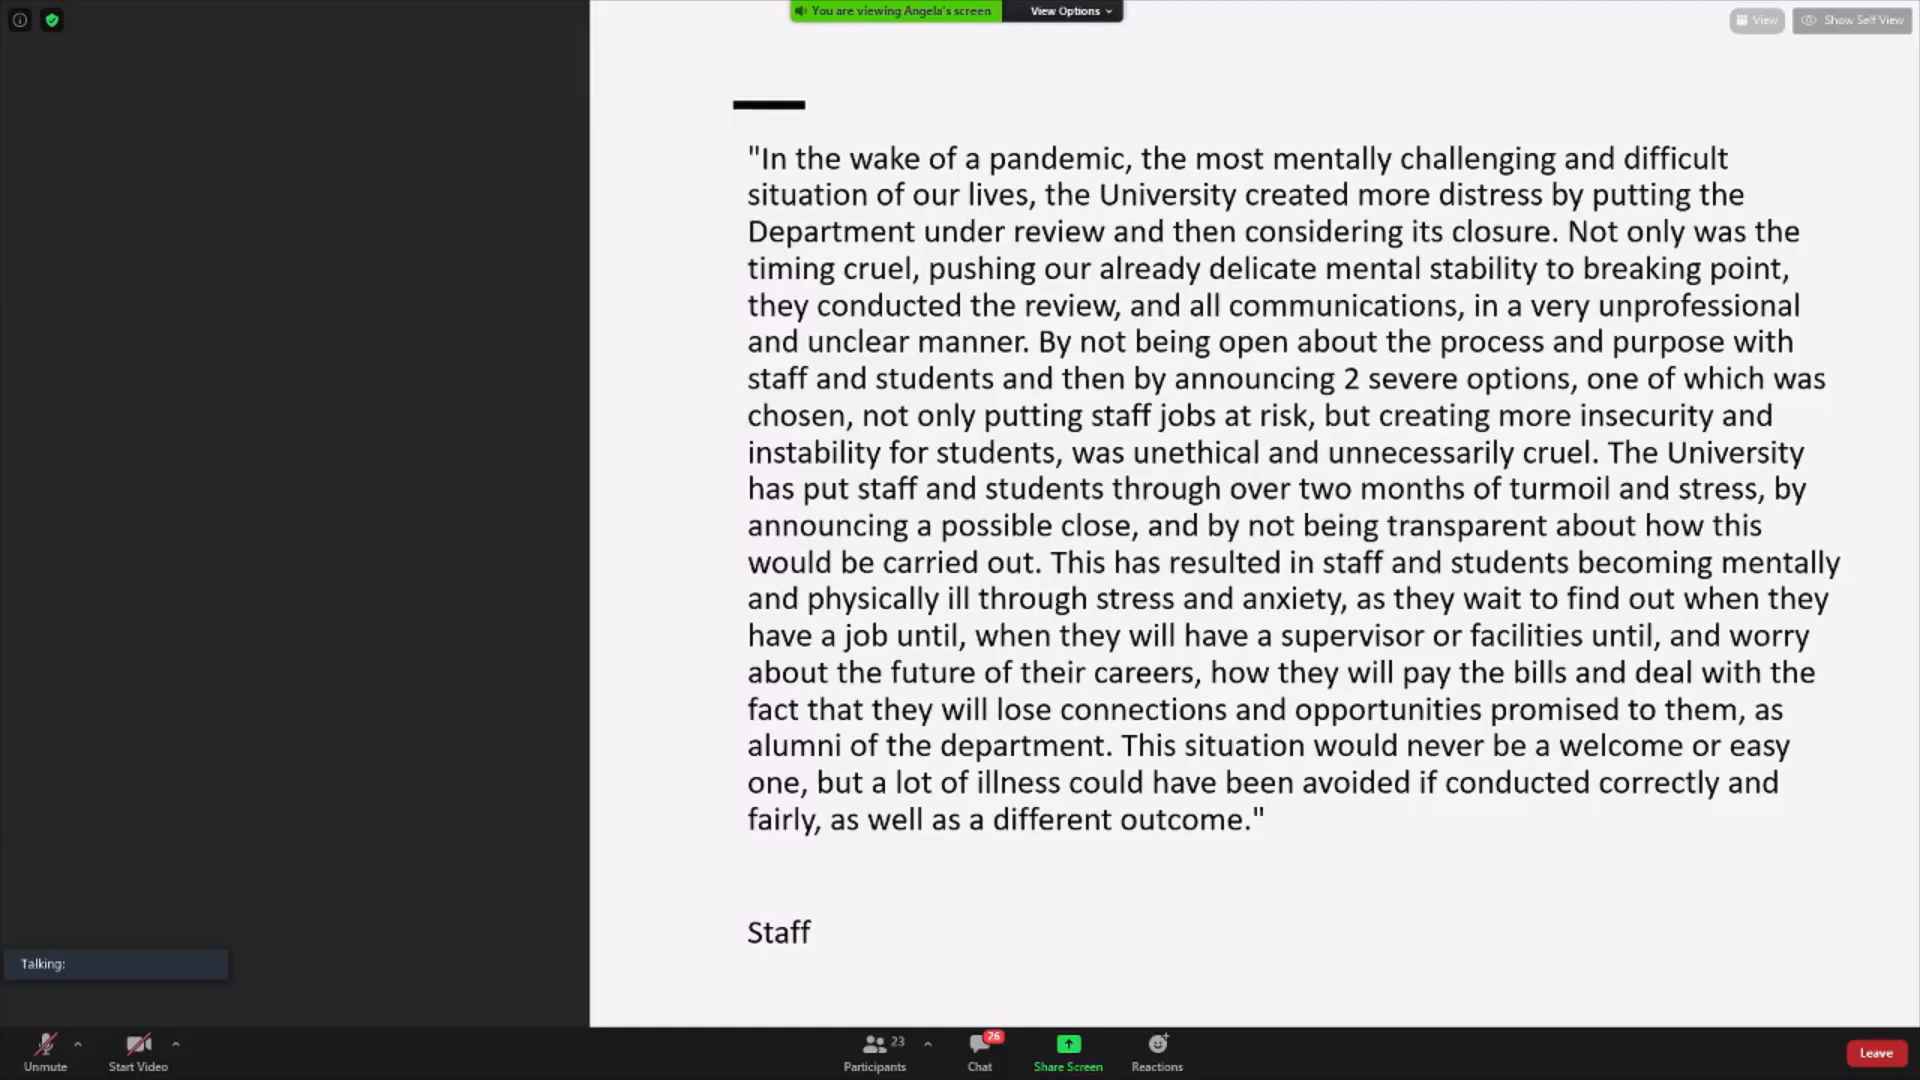 You are viewing Angela's screen
View Options
View
Show Self View
"In the wake of a pandemic, the most mentally challenging and difficult
situation of our lives, the University created more distress by putting the
Department under review and then considering its closure. Not only was the
timing cruel, pushing our already delicate mental stability to breaking point,
they conducted the review, and all communications, in a very unprofessional
and unclear manner. By not being open about the process and purpose with
staff and students and then by announcing 2 severe options, one of which was
chosen, not only putting staff jobs at risk, but creating more insecurity and
instability for students, was unethical and unnecessarily cruel. The University
has put staff and students through over two months of turmoil and stress, by
announcing a possible close, and by not being transparent about how this
would be carried out. This has resulted in staff and students becoming mentally
and physically ill through stress and anxiety, as they wait to find out when they
have a job until, when they will have a supervisor or facilities until, and worry
about the future of their careers, how they will pay the bills and deal with the
fact that they will lose connections and opportunities promised to them, as
alumni of the department. This situation would never be a welcome or easy
one, but a lot of illness could have been avoided if conducted correctly and
fairly, as well as a different outcome."
Staff
Talking:
Unmute
Start Video
23
Participants
26
Chat
Share Screen
Reactions
Leave